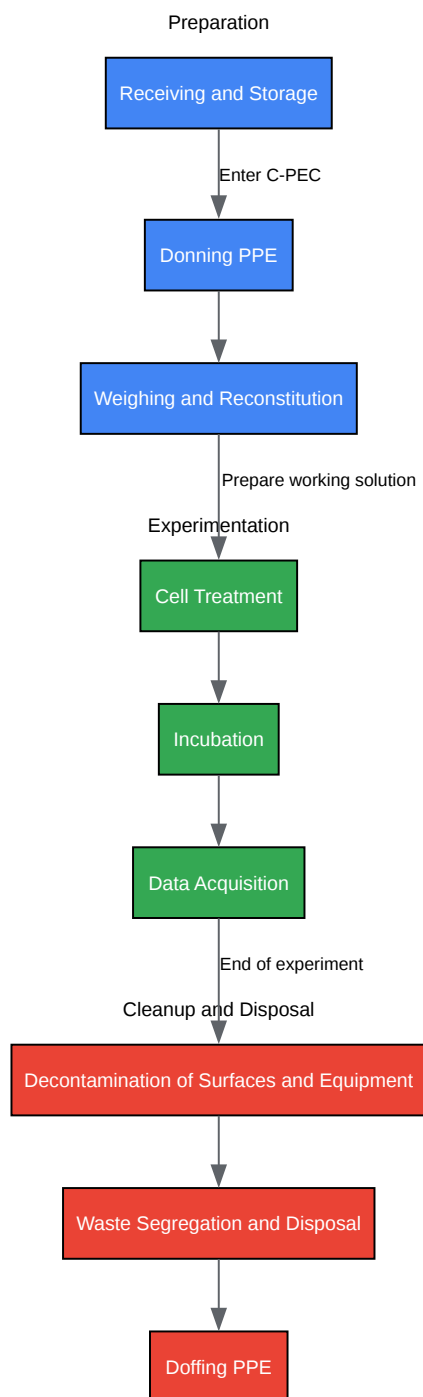 Preparation
Receiving and Storage
Enter C-PEC
Donning PPE
Weighing and Reconstitution
Prepare working solution
Experimentation
Cell Treatment
Incubation
Data Acquisition
End of experiment
Cleanup and Disposal
Decontamination of Surfaces and Equipment
Waste Segregation and Disposal
Doffing PPE